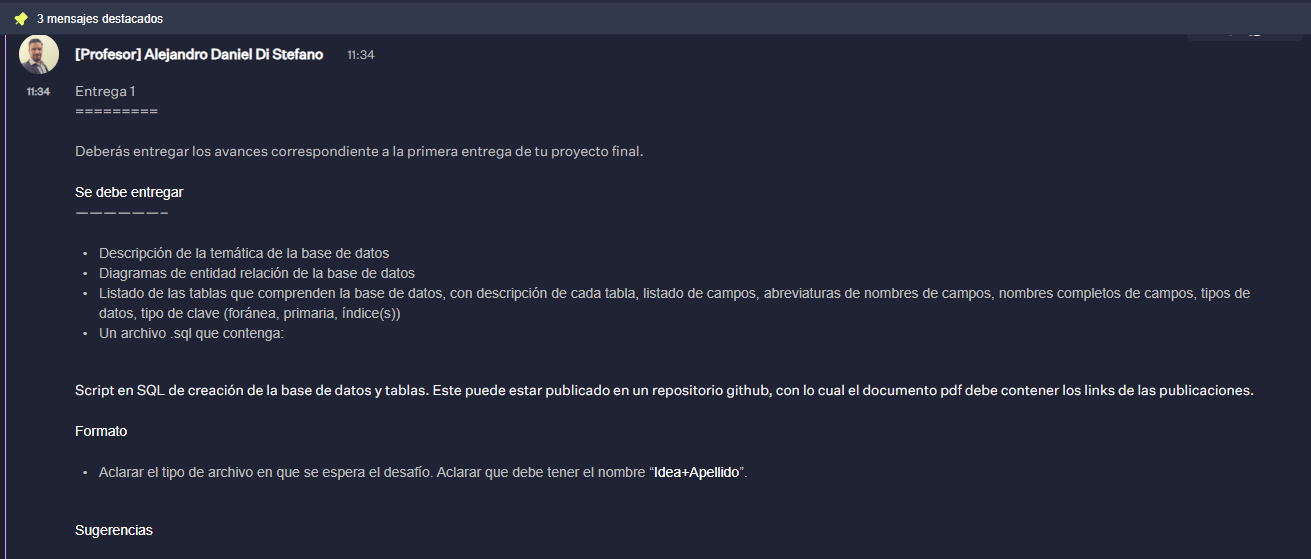 3 mensajes destacados
[Profesor] Alejandro Daniel Di Stefano 11:34
11:34 Entrega 1
=========
Deberás entregar los avances correspondiente a la primera entrega de tu proyecto final.
Se debe entregar
———————
• Descripción de la temática de la base de datos
• Diagramas de entidad relación de la base de datos
• Listado de las tablas que comprenden la base de datos, con descripción de cada tabla, listado de campos, abreviaturas de nombres de campos, nombres completos de campos, tipos de
datos, tipo de clave (foránea, primaria, índice(s))
• Un archivo .sql que contenga:
Script en SQL de creación de la base de datos y tablas. Este puede estar publicado en un repositorio github, con lo cual el documento pdf debe contener los links de las publicaciones.
Formato
• Aclarar el tipo de archivo en que se espera el desafío. Aclarar que debe tener el nombre “Idea+Apellido”.
Sugerencias